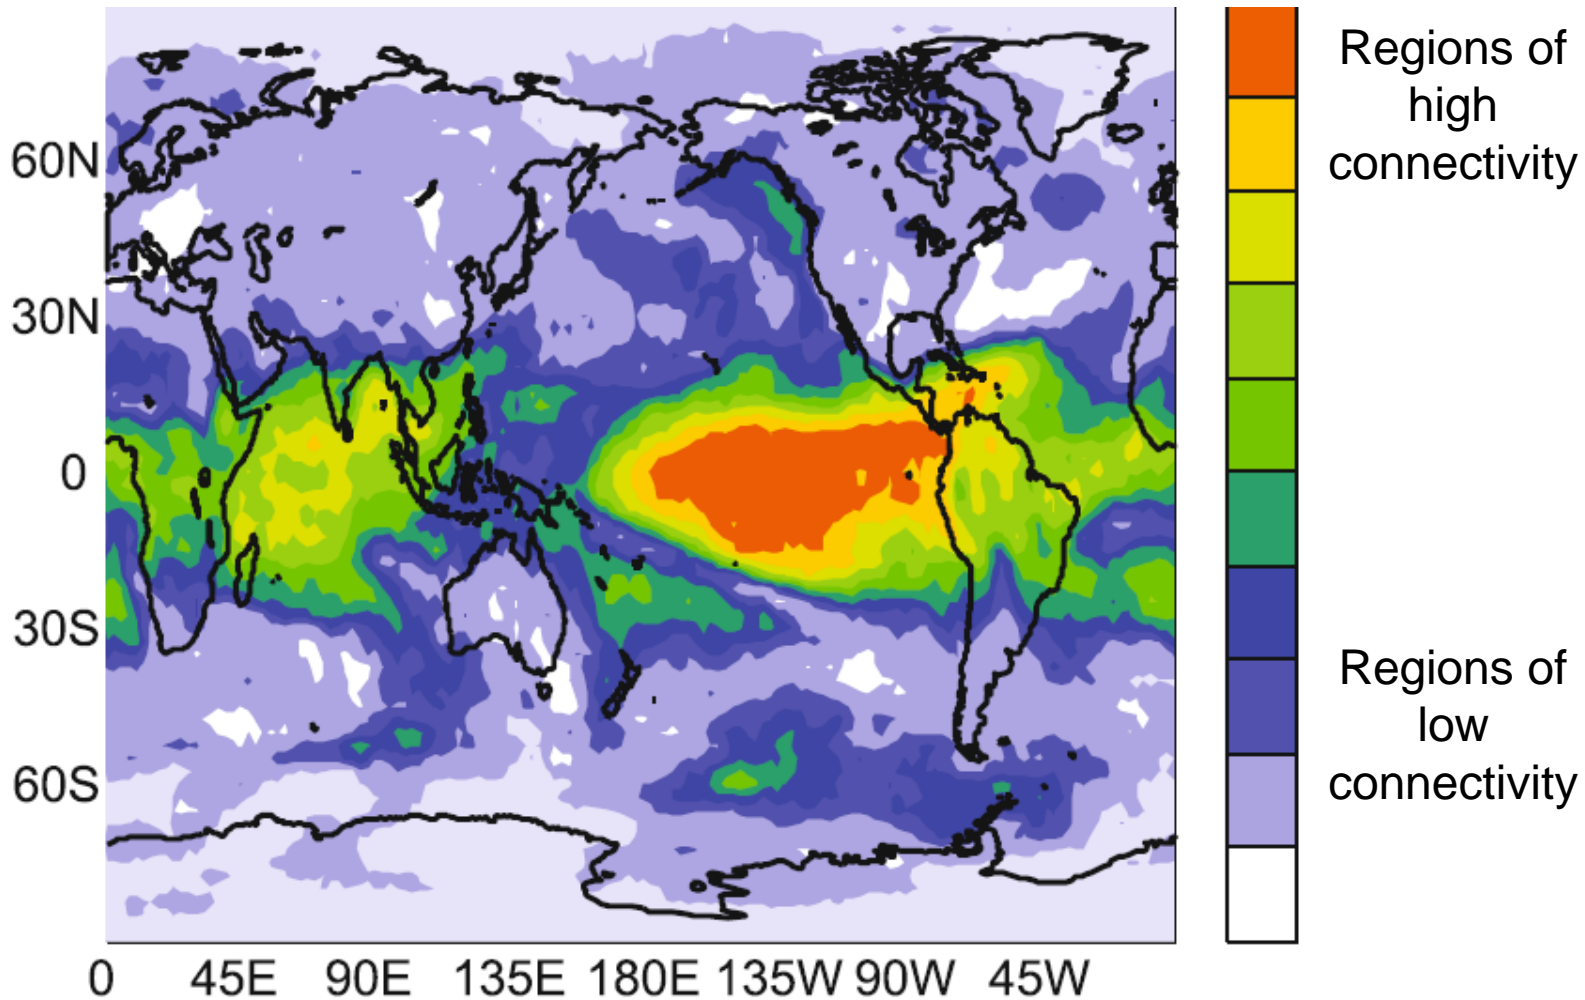 60N
30N
0
30S
60S
0 45E 90E 135E 180E 135W 90W 45W
Regions of
high
connectivity
Regions of
low
connectivity